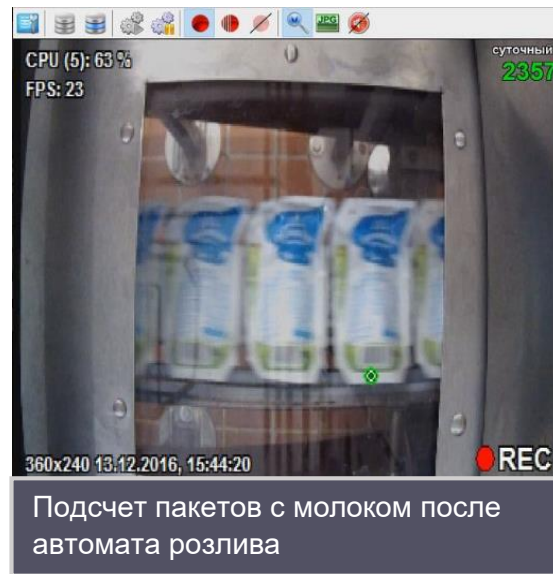 JPG
CPU (5): 63 %
FPS: 23
суточный
2357
360x240 13.12.2016, 15:44:20
REC
Подсчет пакетов с молоком после
автомата розлива